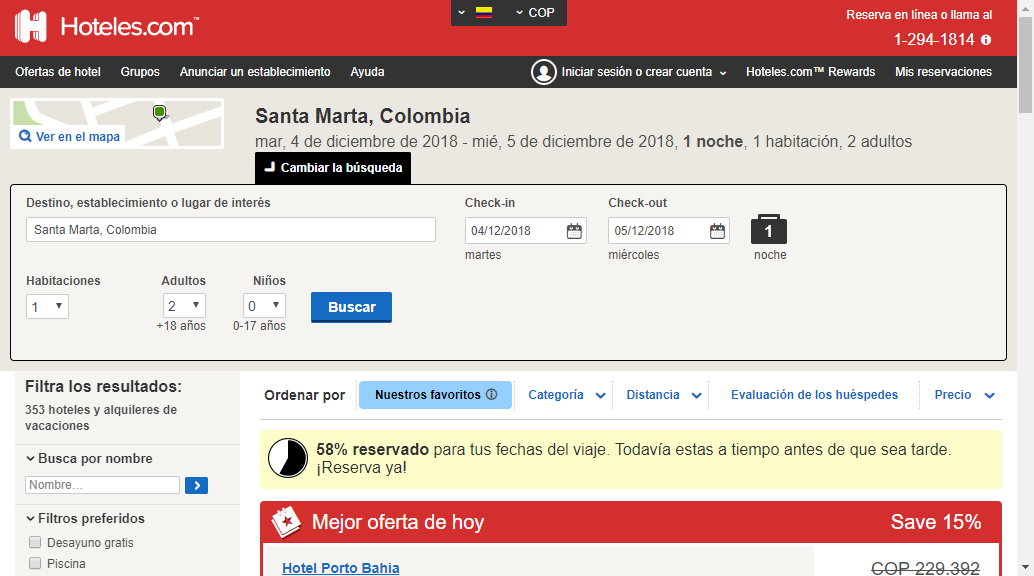 Hoteles.com™
COP
Reserva en línea o llama al
1-294-1814
Ofertas de hotel Grupos Anunciar un establecimiento Ayuda Iniciar sesión o crear cuenta Hoteles.com™ Rewards Mis reservaciones
Ver en el mapa
Santa Marta, Colombia
mar, 4 de diciembre de 2018 - mié, 5 de diciembre de 2018, 1 noche, 1 habitación, 2 adultos
Cambiar la búsqueda
Destino, establecimiento o lugar de interés Check-in Check-out
Santa Marta, Colombia 04/12/2018 05/12/2018 1
martes miércoles noche
Habitaciones Adultos Niños
1 2 0 Buscar
+18 años 0-17 años
Filtra los resultados:
353 hoteles y alquileres de
vacaciones
Busca por nombre
Nombre...
Filtros preferidos
Desayuno gratis
Piscina
Ordenar por Nuestros favoritos Categoría Distancia Evaluación de los huéspedes Precio
58% reservado para tus fechas del viaje. Todavía estas a tiempo antes de que sea tarde.
¡Reserva ya!
Mejor oferta de hoy Save 15%
Hotel Porto Bahia COP 229.392